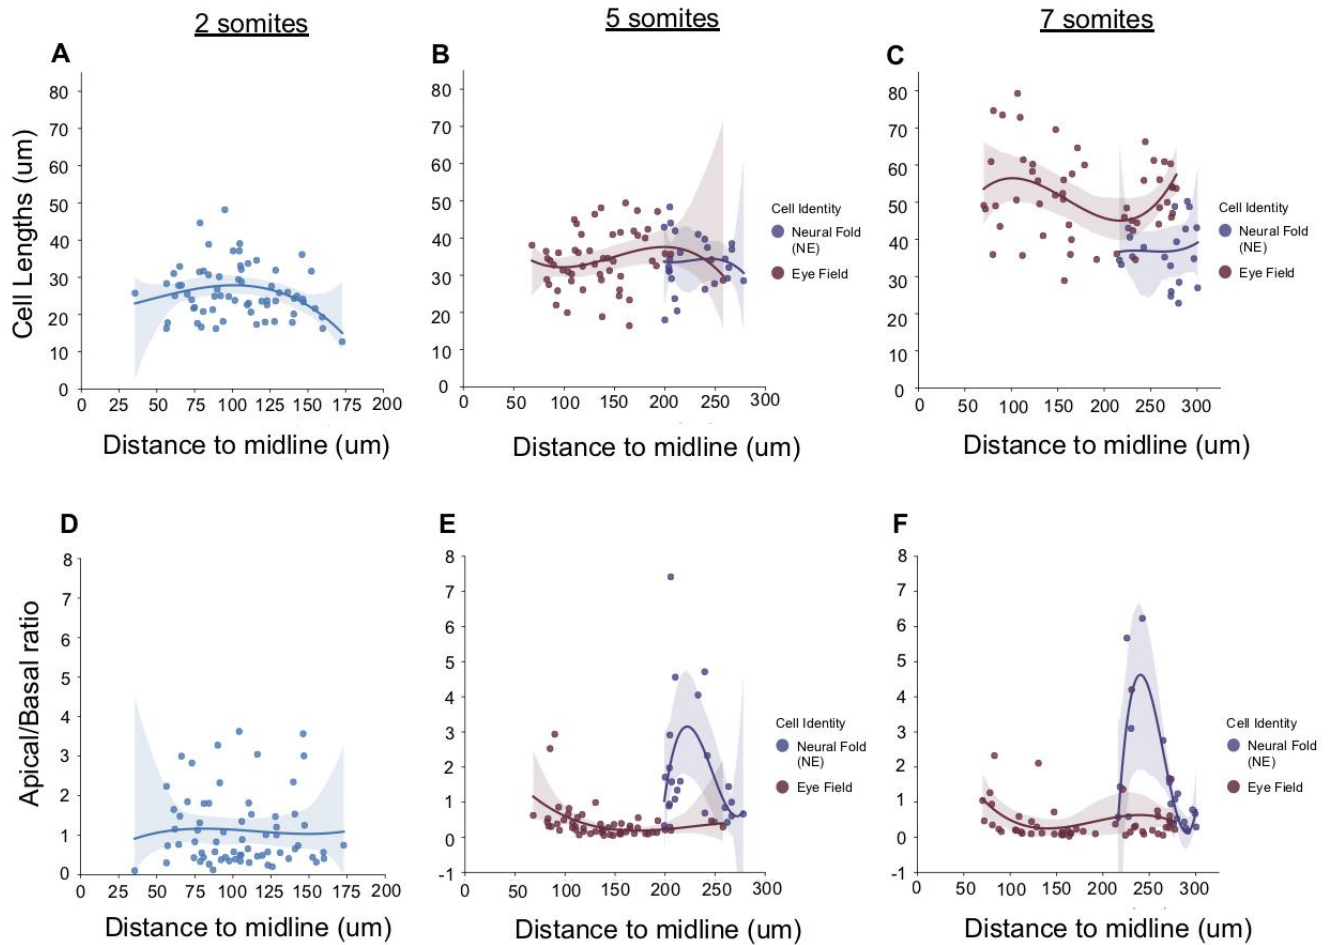 2 somites
5 somites
7 somites
A
B
C
Cell Lengths (um)
80
70
60
50
40
30
20
10
0
0 25 50 75 100 125 150 175 200
Distance to midline (um)
80
70
60
50
40
30
20
10
0
0 50 100 150 200 250 300
Distance to midline (um)
Cell Identity
Neural Fold
(NE)
Eye Field
80
70
60
50
40
30
20
10
0
0 50 100 150 200 250 300
Distance to midline (um)
Cell Identity
Neural Fold
(NE)
Eye Field
D
E
F
Apical/Basal ratio
8
7
6
5
4
3
2
1
0
0 25 50 75 100 125 150 175 200
Distance to midline (um)
8
7
6
5
4
3
2
1
0
-1
0 50 100 150 200 250 300
Distance to midline (um)
Cell Identity
Neural Fold
(NE)
Eye Field
8
7
6
5
4
3
2
1
0
-1
0 50 100 150 200 250 300
Distance to midline (um)
Cell Identity
Neural Fold
(NE)
Eye Field